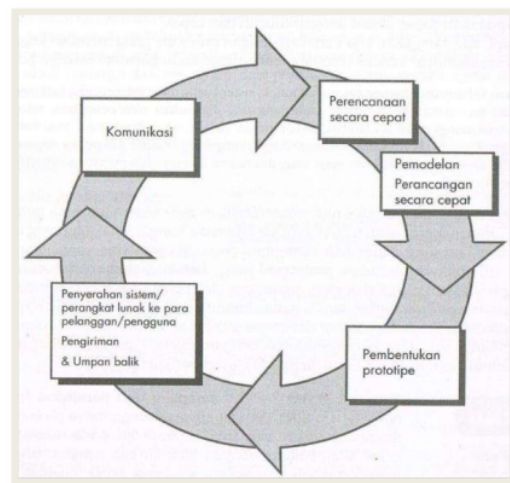 Komunikasi
Perencanaan
secara cepat
Pemodelan
Perancangan
secara cepat
Pembentukan
prototipe
Penyerahan sistem/
perangkat lunak ke para
pelanggan/pengguna
Pengiriman
& Umpan balik